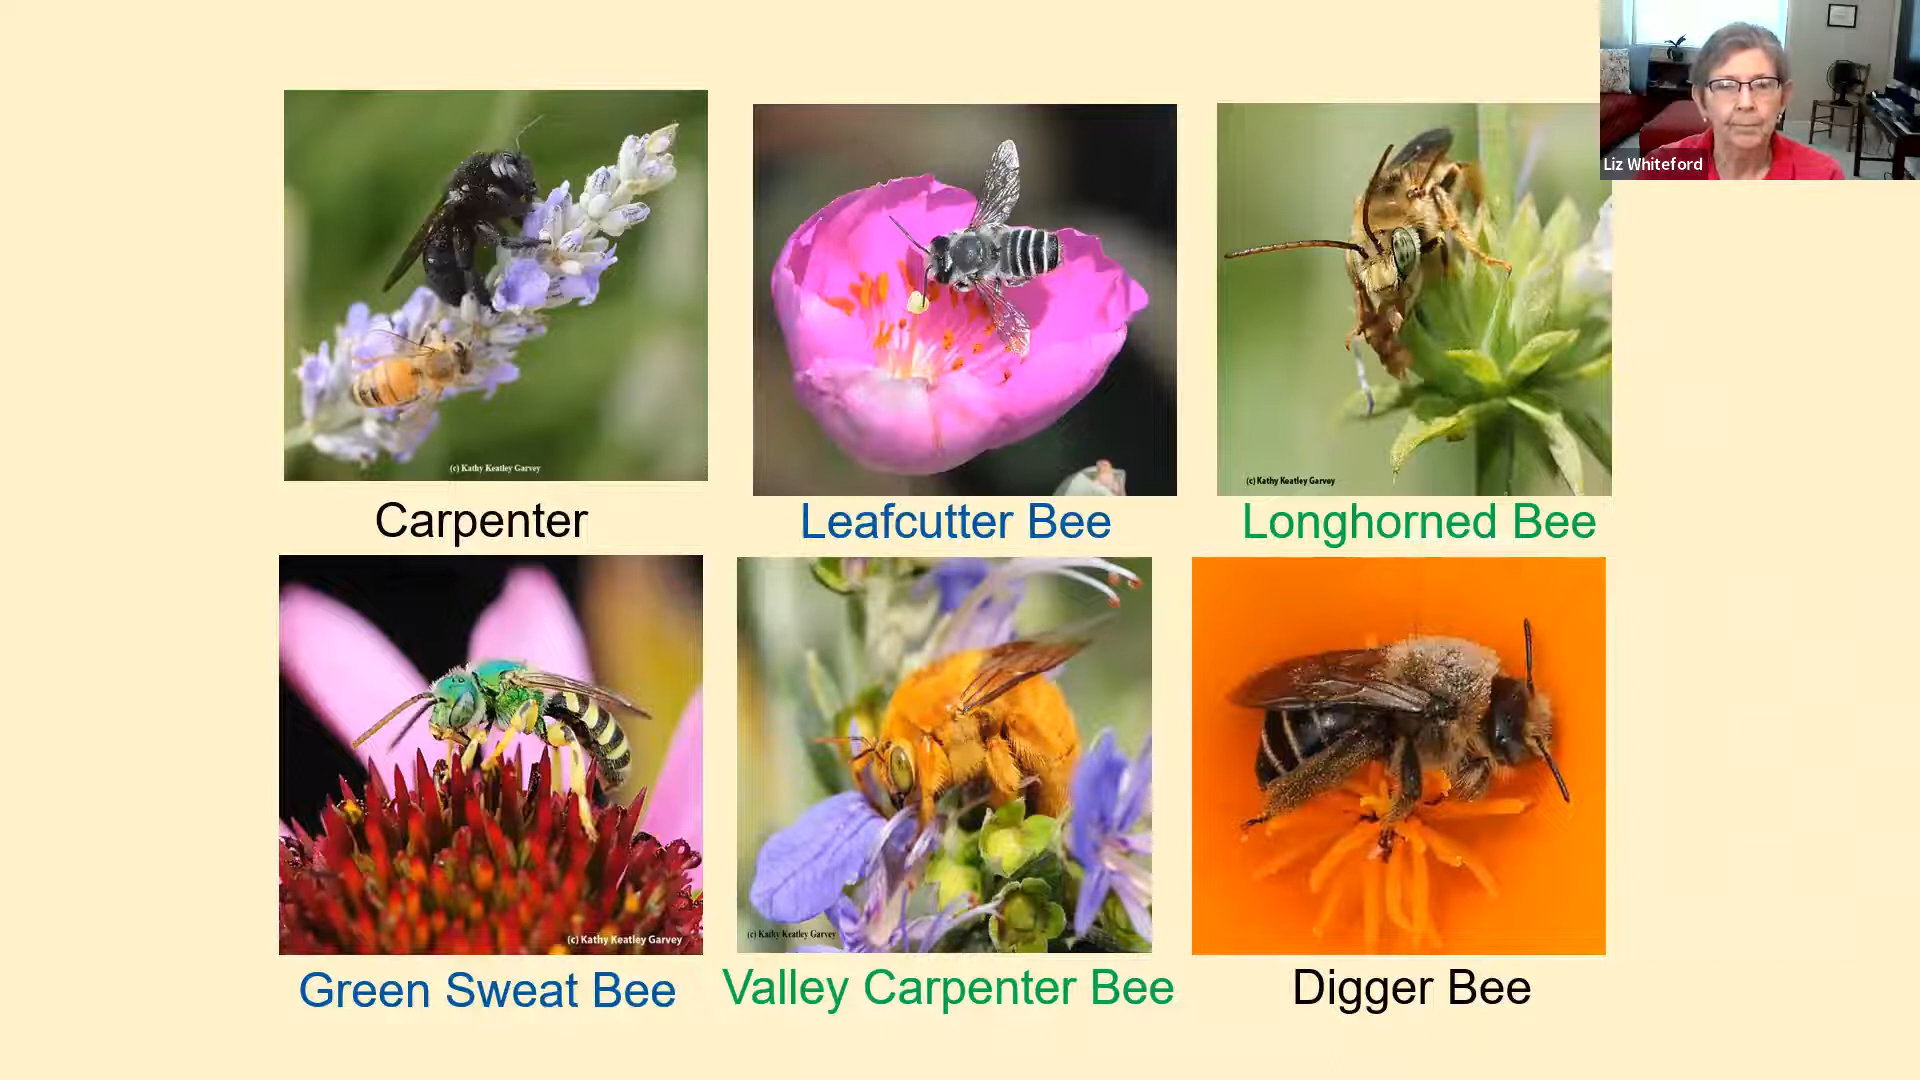 Liz Whiteford
(c) Kathy Keatley Garvey
(c) Kathy Keatley Garvey
Carpenter
Leafcutter Bee
Longhorned Bee
(c) Kathy Keatley Garvey
(c) Kathy Keatley Garvey
Green Sweat Bee
Valley Carpenter Bee
Digger Bee